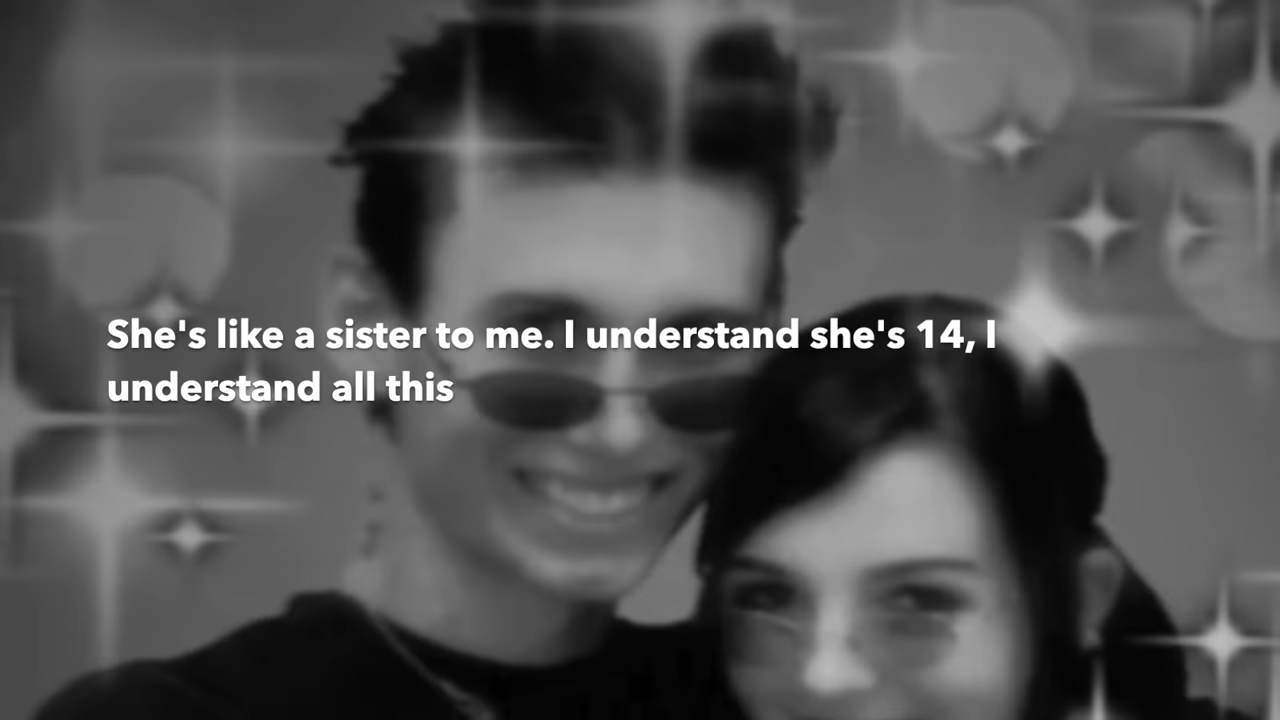 She's like a sister to me. I understand she's 14, I
understand all this